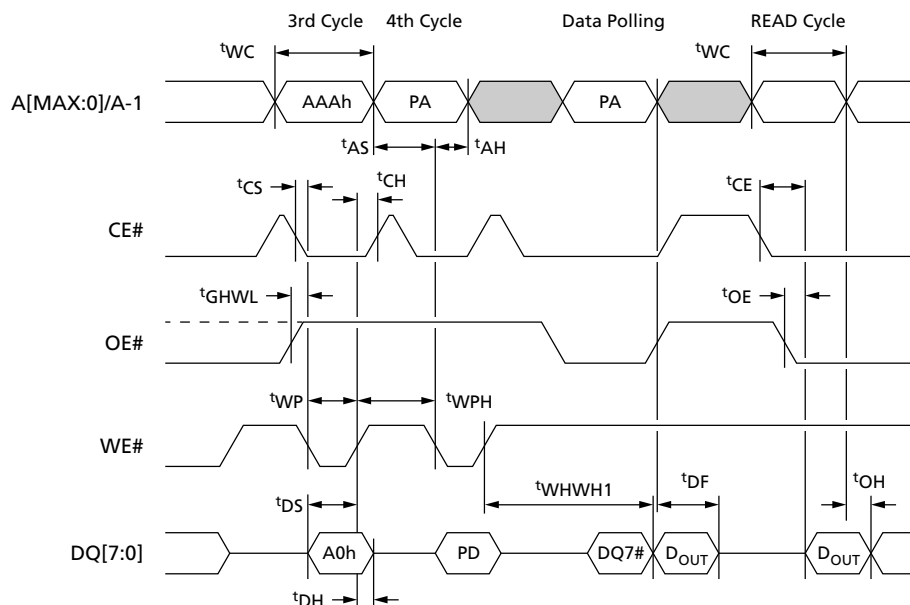 3rd Cycle 4th Cycle Data Polling READ Cycle
tWC tWC
A[MAX:0]/A-1 AAAh PA PA
tAS tAH
tCS tCH tCE
CE#
tGHWL tOE
OE#
tWP tWPH
WE#
tDS tWHWH1 tDF tOH
DQ[7:0] A0h PD DQ7# DOUT DOUT
tDH